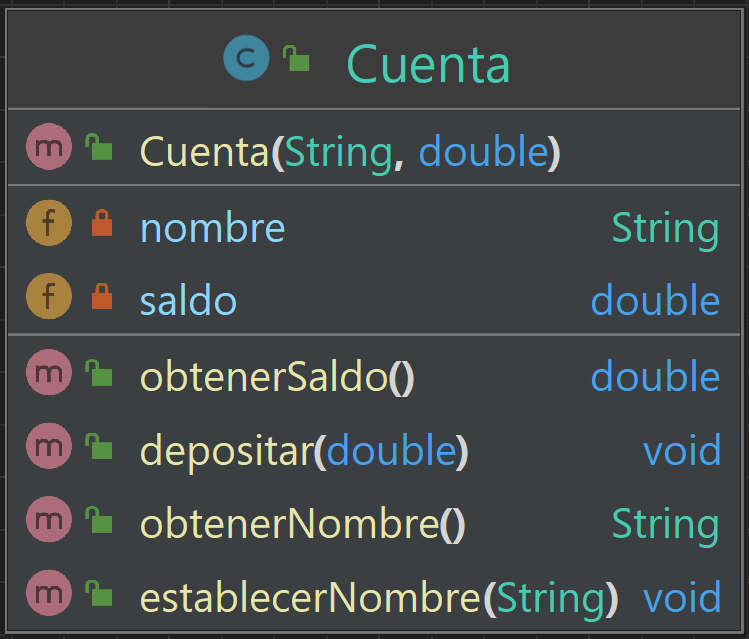 C Cuenta
m Cuenta(String, double)
f nombre String
f saldo double
m obtenerSaldo() double
m depositar(double) void
m obtenerNombre() String
m establecerNombre(String) void